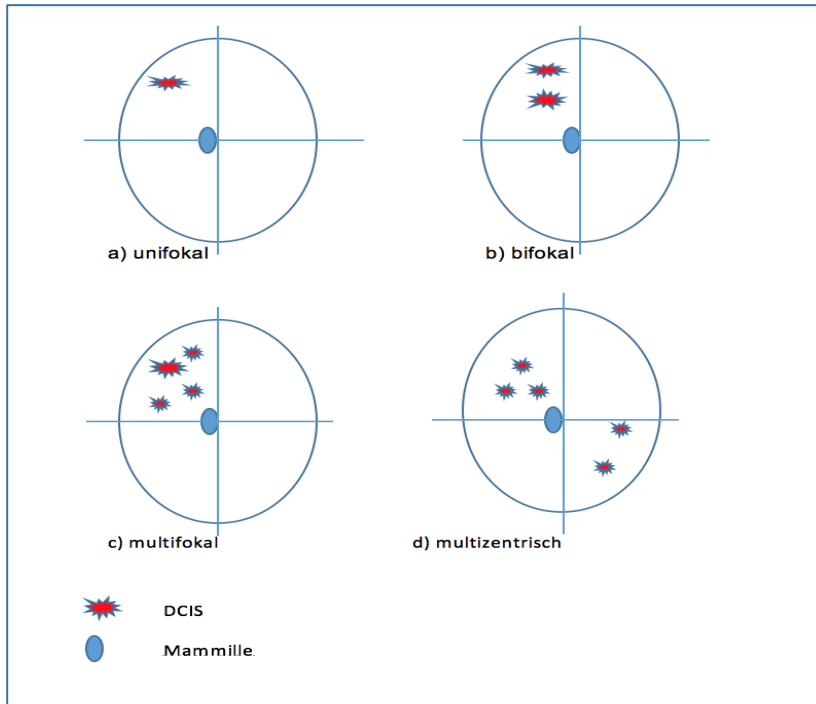 a) unifokal
b) bifokal
c) multifokal
d) multizentrisch
DCIS
Mammille